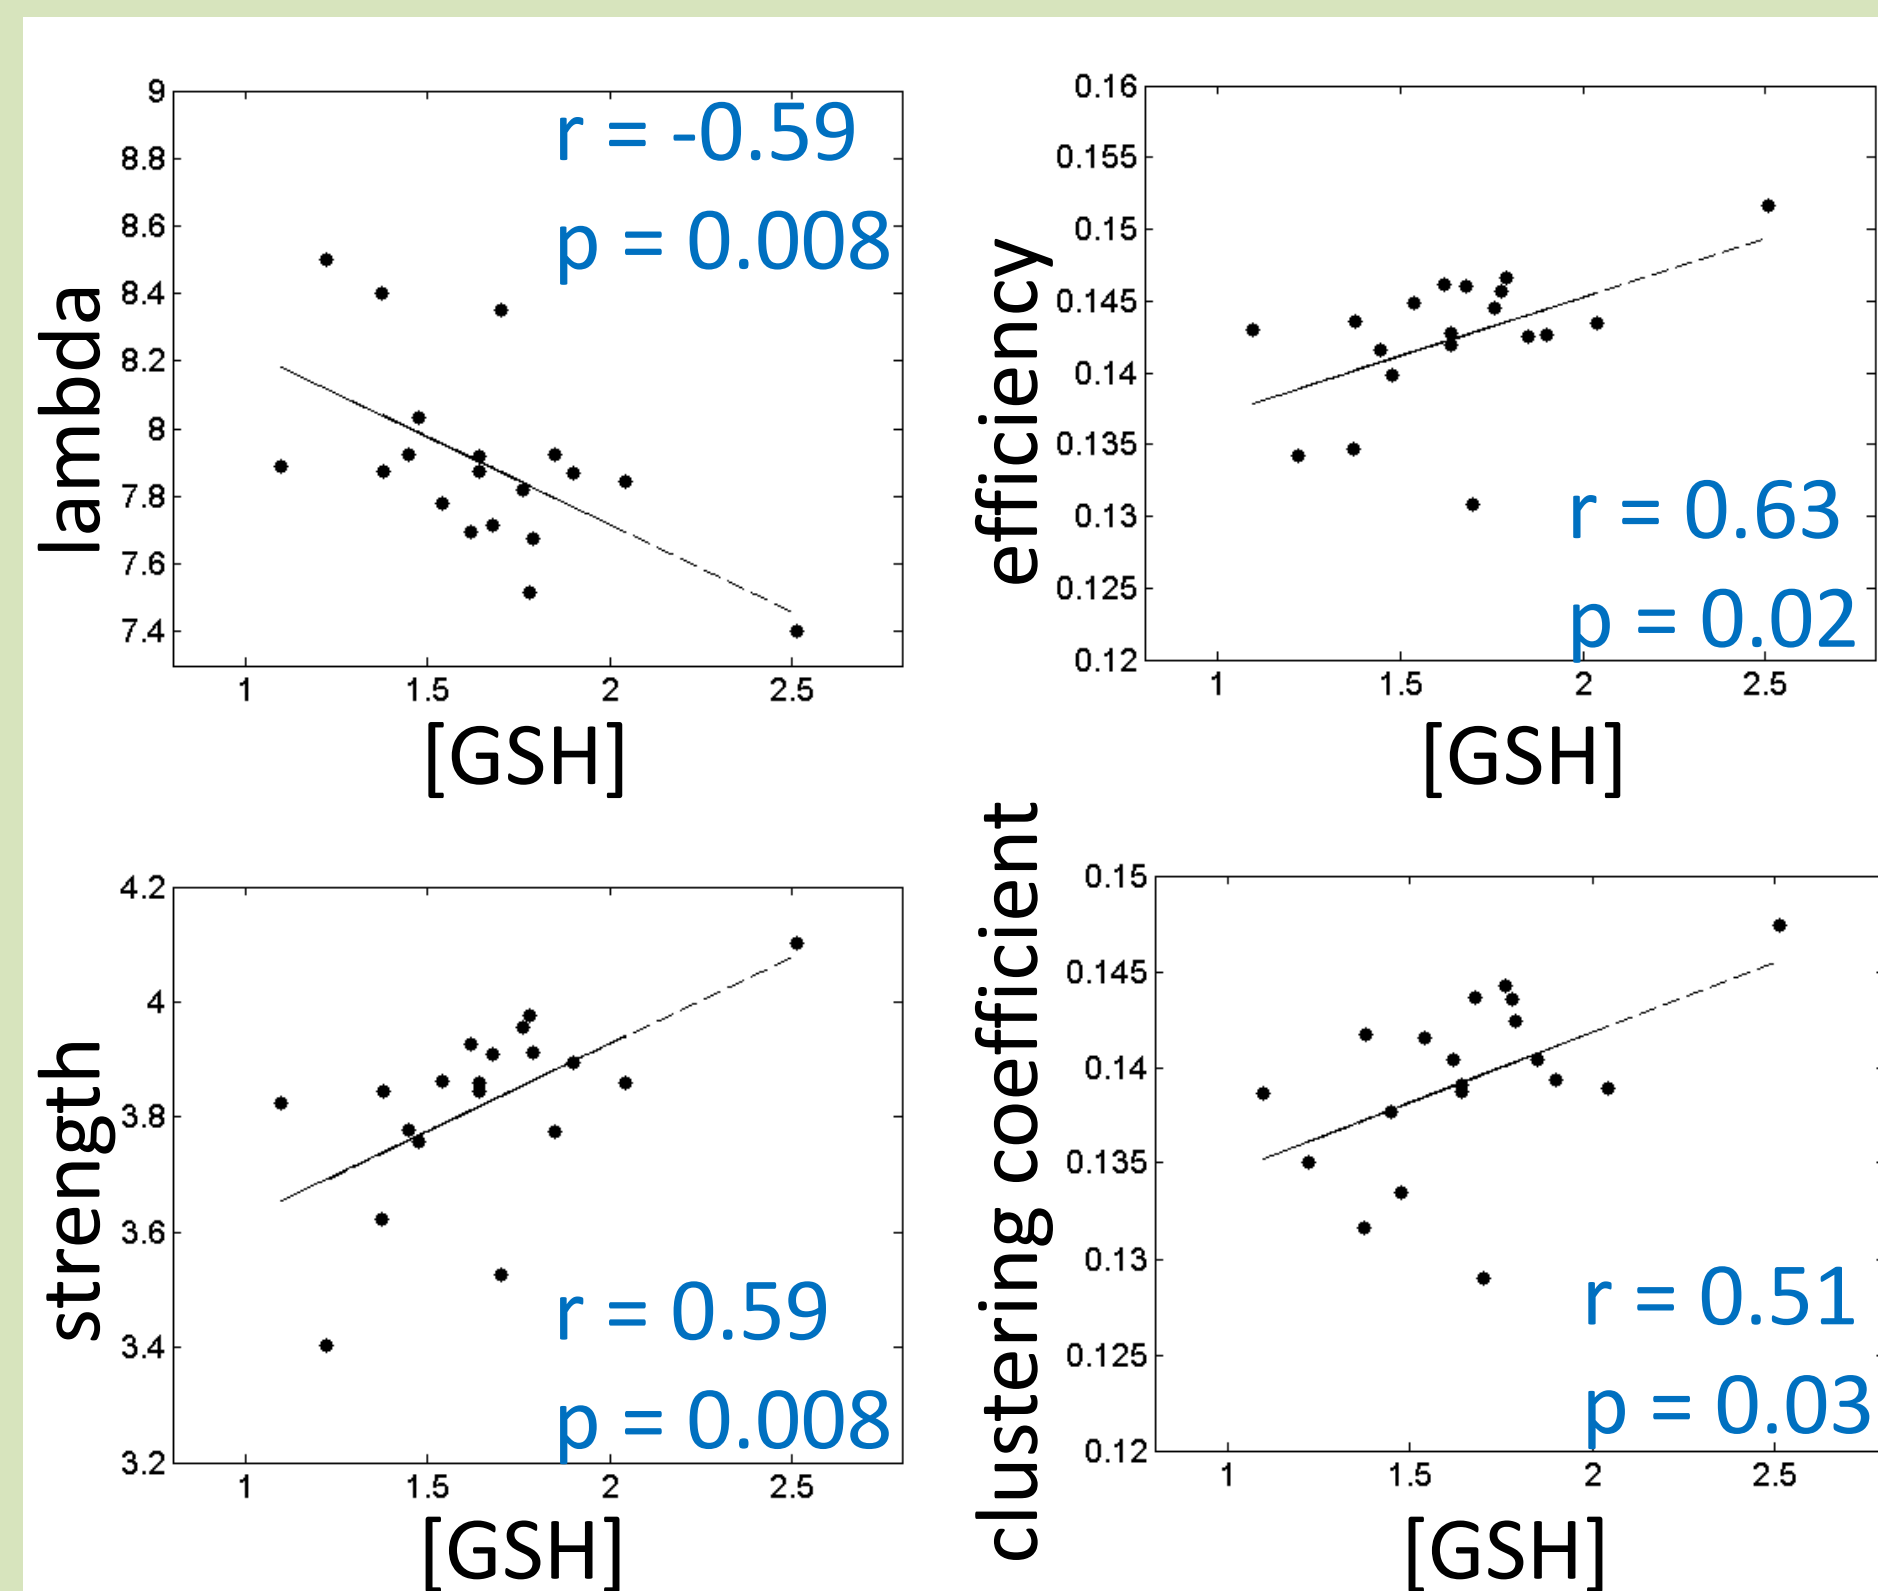 lambda
9
8.8
8.6
8.4
8.2
8
7.8
7.6
7.4
1 1.5 2 2.5
[GSH]
r = -0.59
p = 0.008
efficiency
0.16
0.155
0.15
0.145
0.14
0.135
0.13
0.125
0.12
1 1.5 2 2.5
[GSH]
r = 0.63
p = 0.02
strength
4.2
4
3.8
3.6
3.4
3.2
1 1.5 2 2.5
[GSH]
r = 0.59
p = 0.008
clustering coefficient
0.15
0.145
0.14
0.135
0.13
0.125
0.12
1 1.5 2 2.5
[GSH]
r = 0.51
p = 0.03